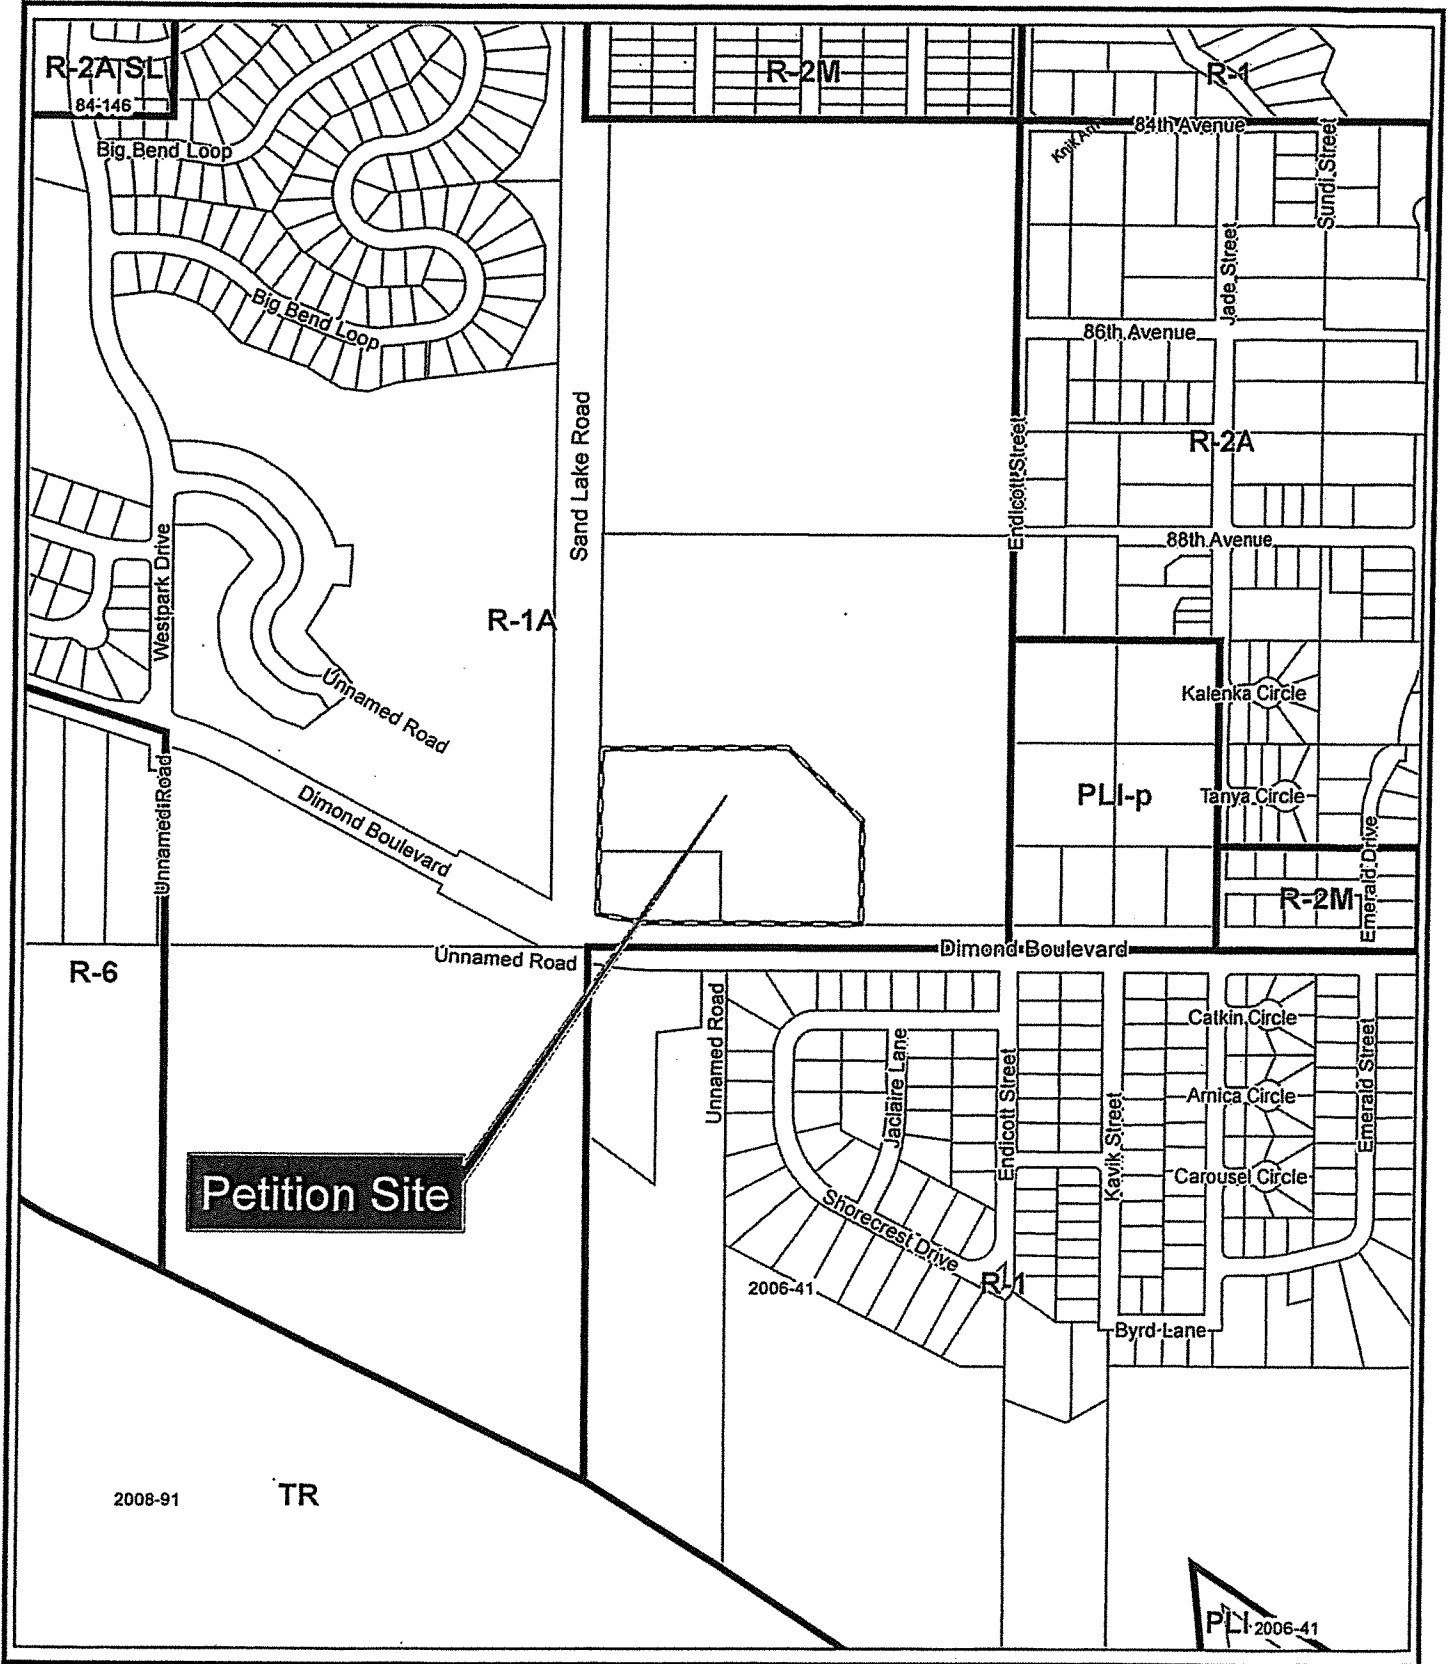 R-2A SL
84-146
Big Bend Loop
R-2M
R-1
84th Avenue
Knik Arm
Sundi Street
Jade Street
Big Bend Loop
86th Avenue
Sand Lake Road
Endicott Street
R-2A
88th Avenue
Westpark Drive
R-1A
Unnamed Road
Kalenka Circle
Unnamed Road
Dimond Boulevard
PLI-p
Tanya Circle
Emerald Drive
R-2M
Dimond Boulevard
Unnamed Road
R-6
Unnamed Road
Catkin Circle
Jaclaire Lane
Endicott Street
Kavik Street
Arnica Circle
Emerald Street
Carousel Circle
Petition Site
Shorecrest Drive
2006-41
R-1
Byrd Lane
2008-91
TR
PLI
2006-41